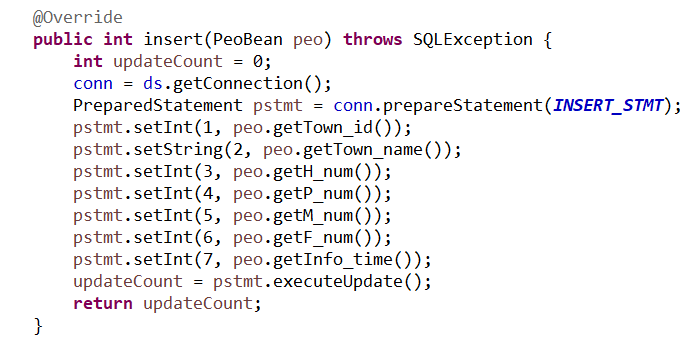 @Override
public int insert(PeoBean peo) throws SQLException {
    int updateCount = 0;
    conn = ds.getConnection();
    PreparedStatement pstmt = conn.prepareStatement(INSERT_STMT);
    pstmt.setInt(1, peo.getTown_id());
    pstmt.setString(2, peo.getTown_name());
    pstmt.setInt(3, peo.getH_num());
    pstmt.setInt(4, peo.getP_num());
    pstmt.setInt(5, peo.getM_num());
    pstmt.setInt(6, peo.getF_num());
    pstmt.setInt(7, peo.getInfo_time());
    updateCount = pstmt.executeUpdate();
    return updateCount;
}